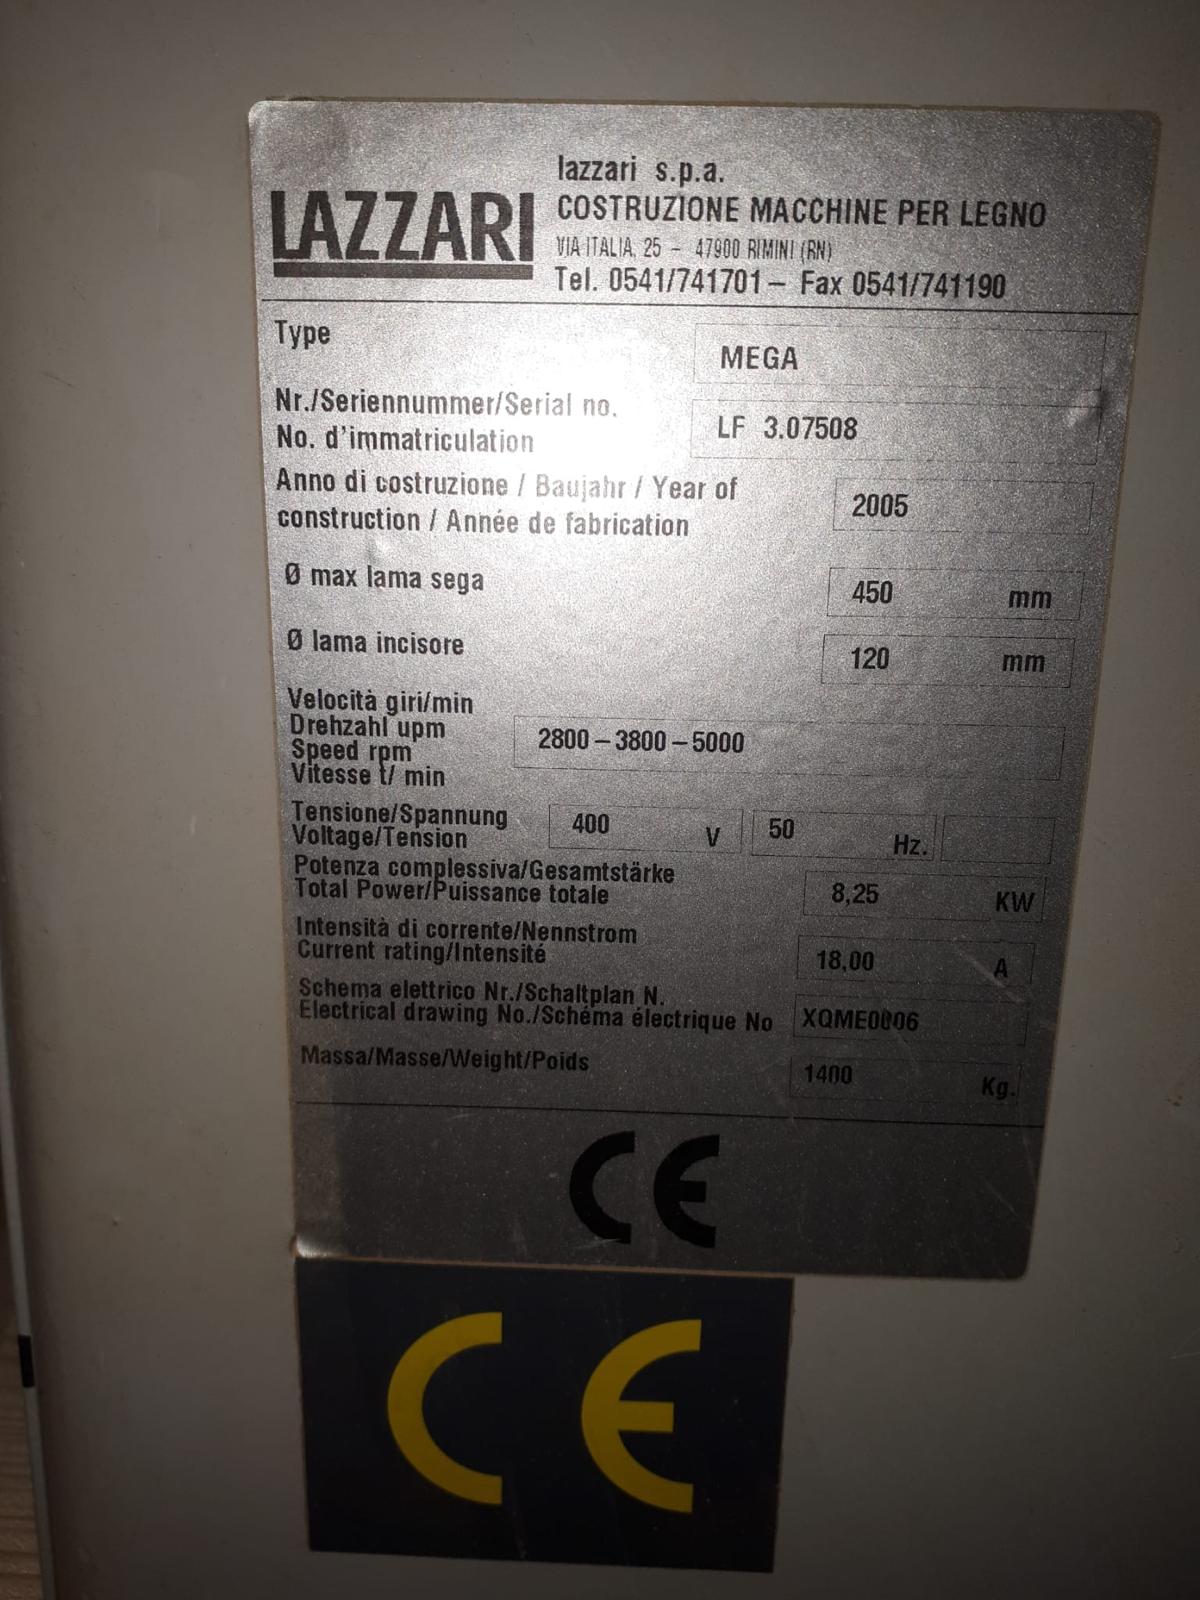 LAZZARI
lazzari s.p.a.
COSTRUZIONE MACCHINE PER LEGNO
VIA ITALIA, 25 - 47900 RIMINI (RN)
Tel. 0541/741701 - Fax 0541/741190
Type MEGA
Nr./Seriennummer/Serial no.
No. d'immatriculation LF 3.07508
Anno di costruzione / Baujahr / Year of
construction / Année de fabrication 2005
Ø max lama sega 450 mm
Ø lama incisore 120 mm
Velocità giri/min
Drehzahl upm
Speed rpm 2800-3800-5000
Vitesse t/ min
Tensione/Spannung
Voltage/Tension 400 V 50 Hz.
Potenza complessiva/Gesamtstärke
Total Power/Puissance totale 8,25 KW
Intensità di corrente/Nennstrom
Current rating/Intensité 18,00 A
Schema elettrico Nr./Schaltplan N.
Electrical drawing No./Schéma électrique No XQME0006
Massa/Masse/Weight/Poids 1400 Kg.
CE
CE